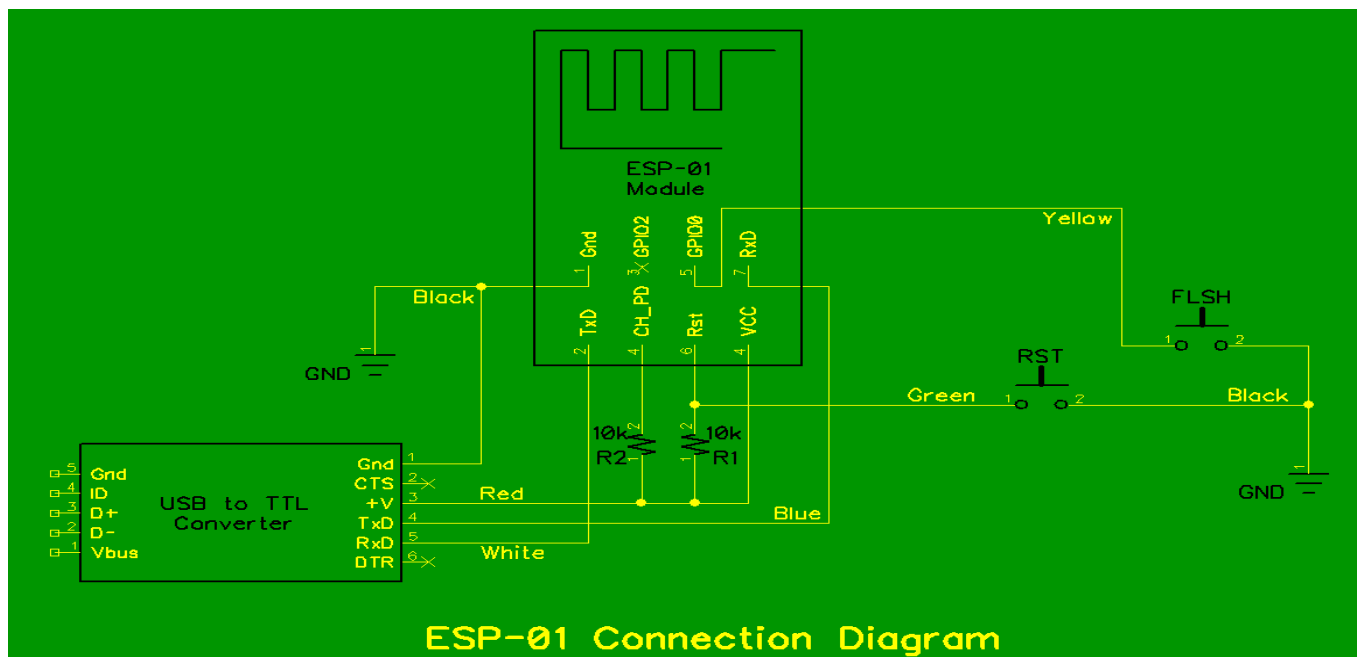 ESP-01
Module
Gnd
GPIO2
GPIO0
RxD
1
3
5
7
TxD
CH_PD
Rst
VCC
2
4
6
4
Yellow
Black
1
GND
FLSH
1 2
RST
Green
1 2
Black
10k
2
R2
1
10k
2
R1
1
1
GND
USB to TTL
Converter
5 Gnd
4 ID
3 D+
2 D-
1 Vbus
Gnd 1
CTS 2
+V 3
TxD 4
RxD 5
DTR 6
Red
Blue
White
ESP-01 Connection Diagram